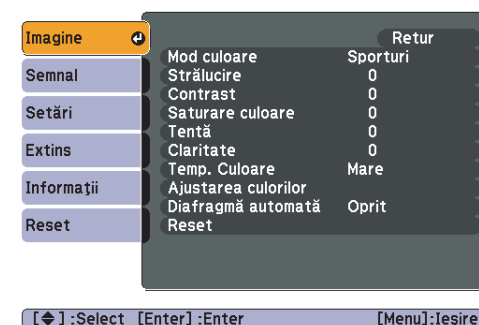 Imagine
Semnal
Setări
Extins
Informaţii
Reset
Retur
Mod culoare Sporturi
Strălucire 0
Contrast 0
Saturare culoare 0
Tentă 0
Claritate 0
Temp. Culoare Mare
Ajustarea culorilor
Diafragmă automată Oprit
Reset
[◆] :Select [Enter] :Enter [Menu]:Iesire